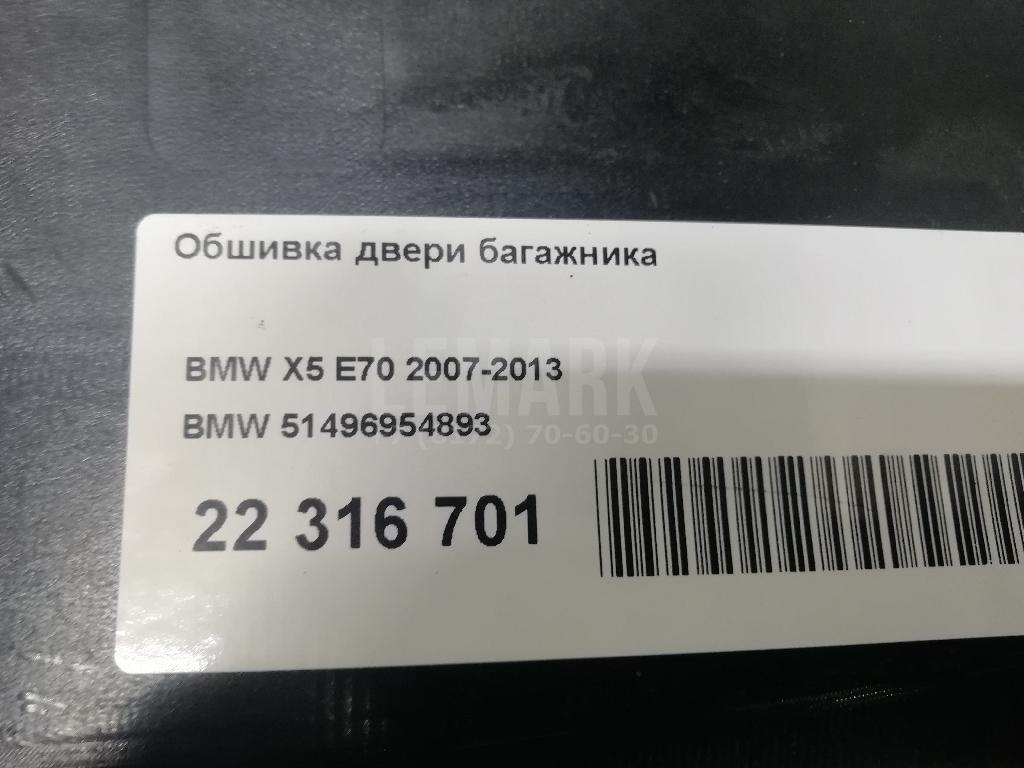 Обшивка двери багажника
BMW X5 E70 2007-2013
LEMARK
BMW 51496954893
70-60-30
22 316 701